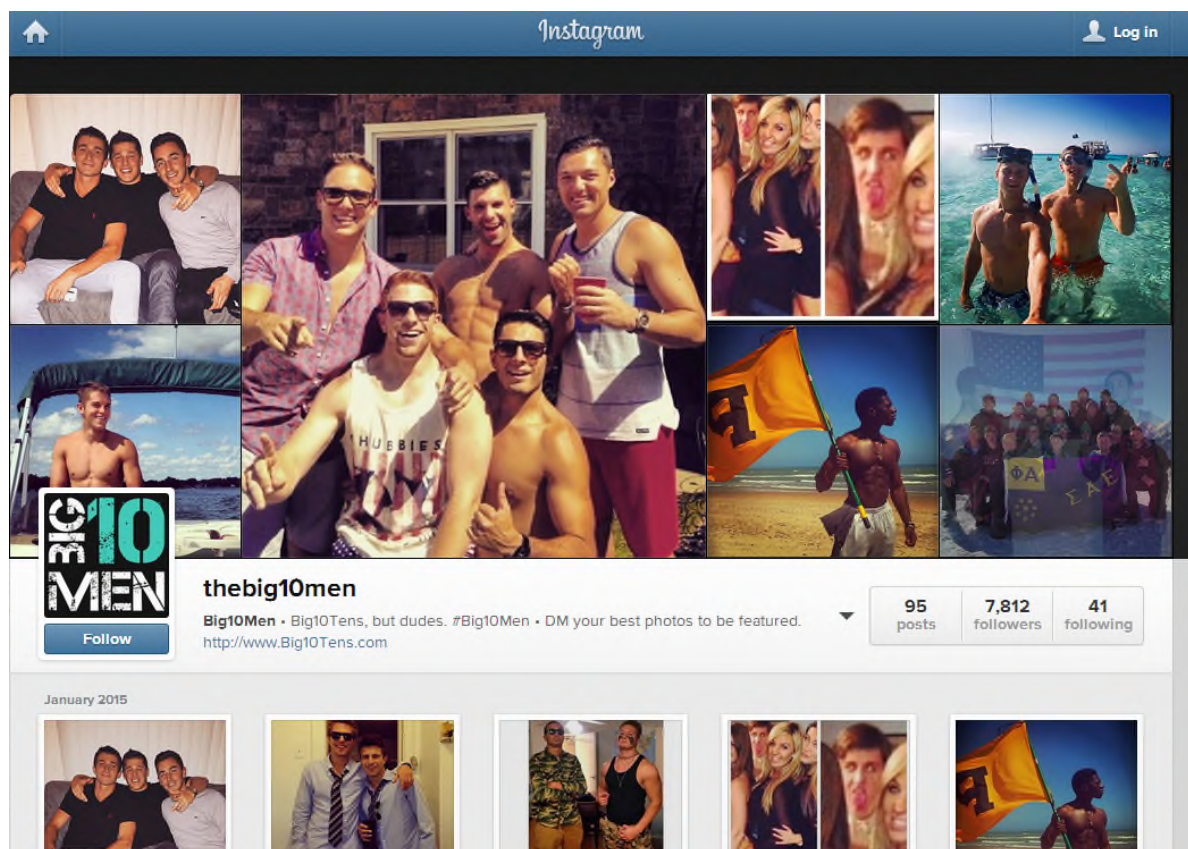 Instagram
Log in
HUBBIES
P
ΦΑ
ΣΑΕ
BIG
10
MEN
Follow
thebig10men
Big10Men • Big10Tens, but dudes. #Big10Men • DM your best photos to be featured.
http://www.Big10Tens.com
95
posts
7,812
followers
41
following
January 2015